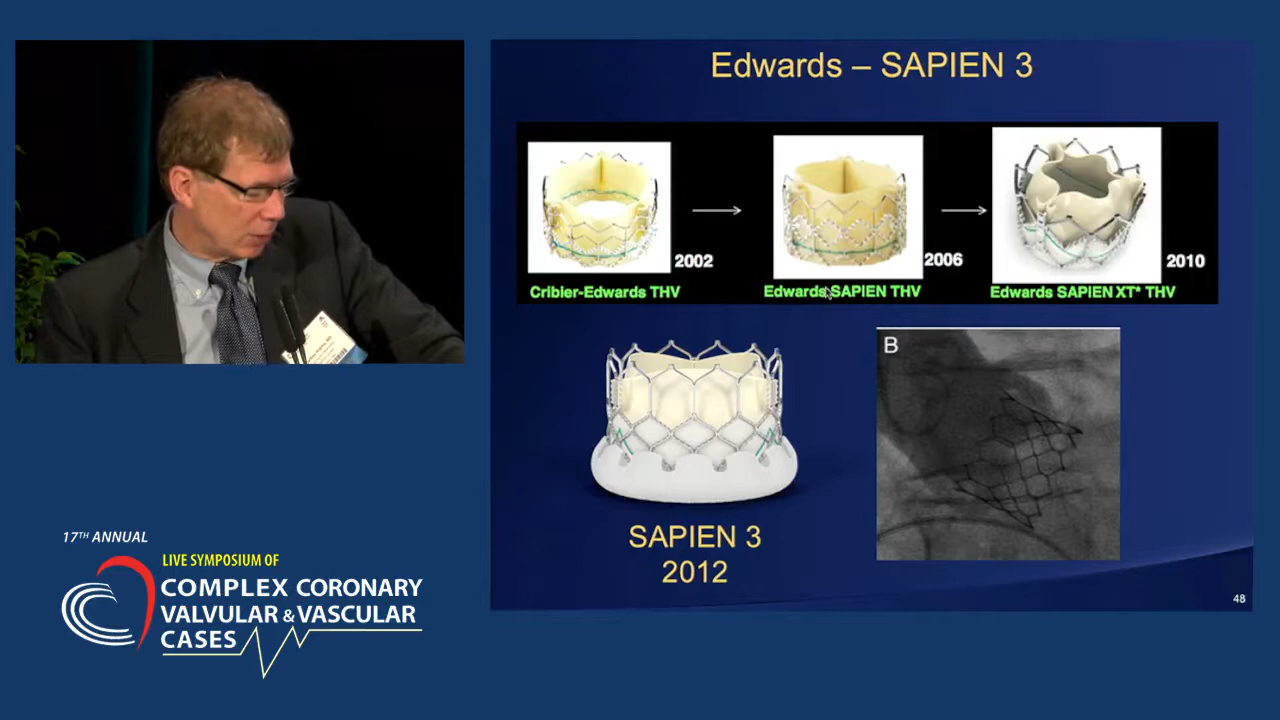 Edwards – SAPIEN 3
2002
2006
2010
Cribier-Edwards THV
Edwards SAPIEN THV
Edwards SAPIEN XT* THV
B
SAPIEN 3
2012
48
17TH ANNUAL
LIVE SYMPOSIUM OF
COMPLEX CORONARY
VALVULAR & VASCULAR
CASES